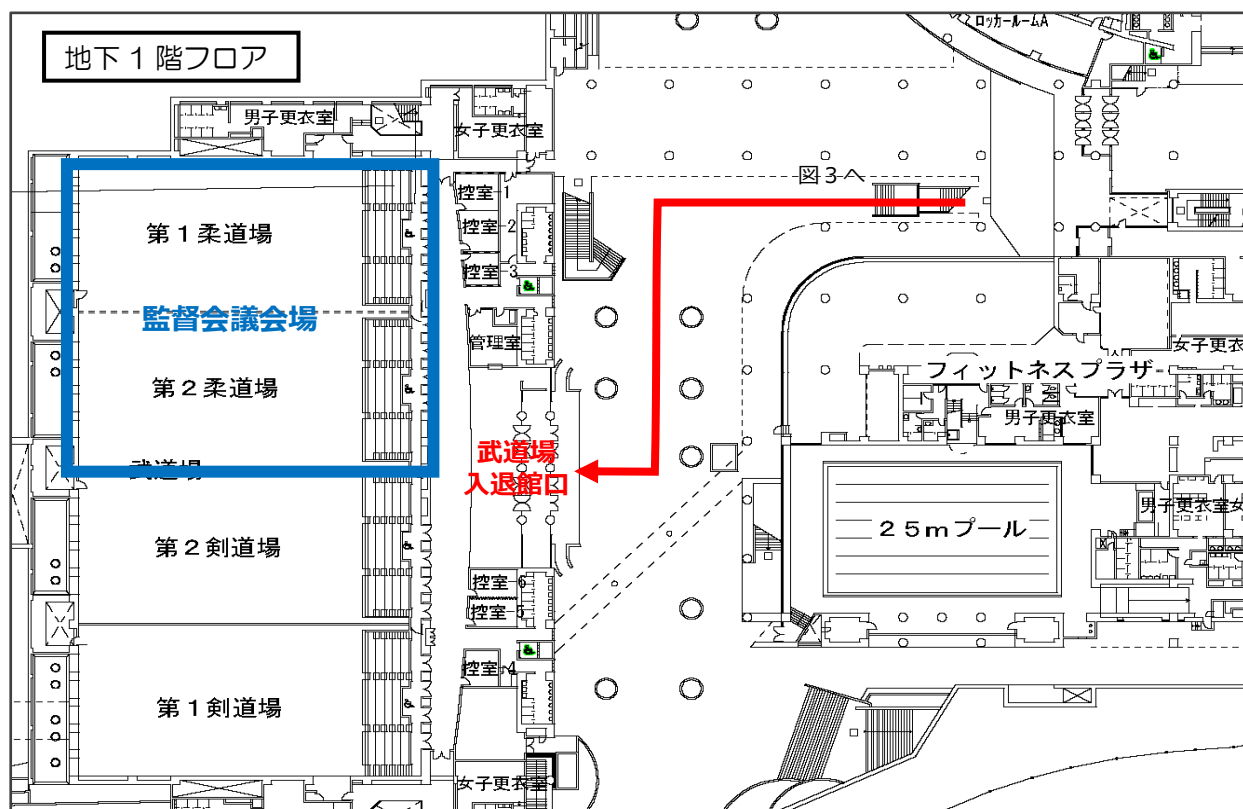 地下１階フロア
ロッカールームA
男子更衣室
女子更衣室
図３へ
控室-1
第１柔道場
控室-2
控室-3
監督会議会場
管理室
女子更衣
フィットネスプラザ
第２柔道場
男子更衣室
武道場
入退館口
武道場
男子更衣室
女
２５ｍプール
第２剣道場
控室-6
控室-5
控室-4
第１剣道場
女子更衣室